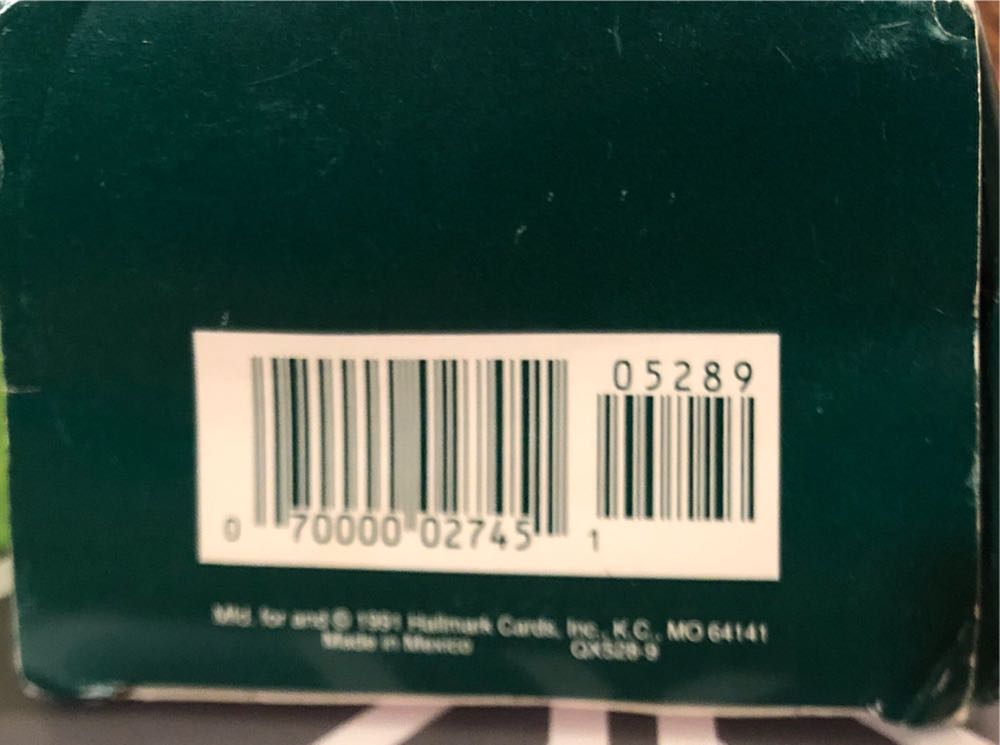 05289
0 70000 02745 1
Mfd. for and © 1991 Hallmark Cards, Inc., K.C., MO 64141
Made in Mexico QX528-9